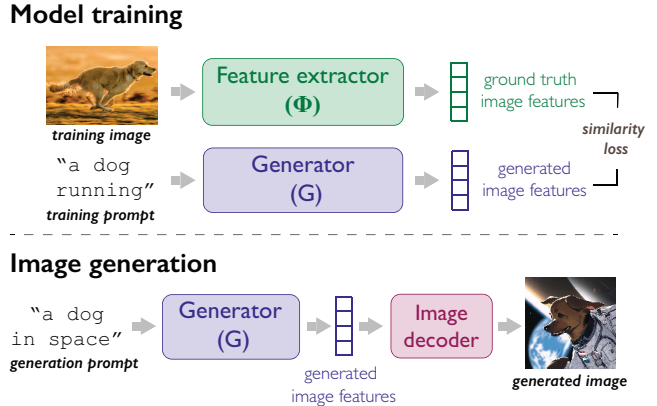 Model training
Feature extractor
(Φ)
ground truth
image features
training image
similarity
loss
“a dog
running”
Generator
(G)
generated
image features
training prompt
Image generation
“a dog
in space”
Generator
(G)
Image
decoder
generation prompt
generated
image features
generated image